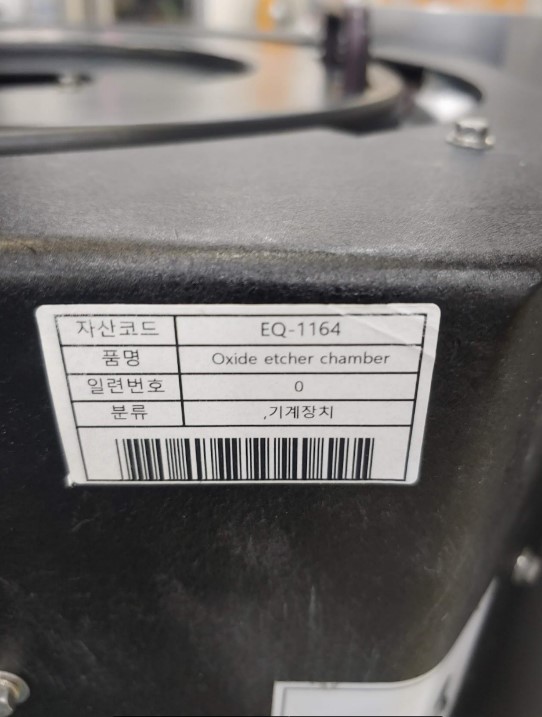 자산코드 EQ-1164
품명 Oxide etcher chamber
일련번호 0
분류 ,기계장치